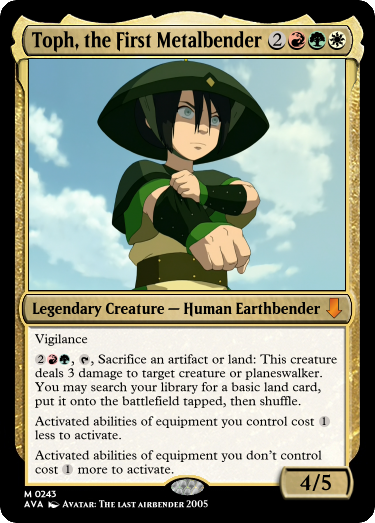 Toph, the First Metalbender 2
Legendary Creature — Human Earthbender
Vigilance
2, , Sacrifice an artifact or land: This creature
deals 3 damage to target creature or planeswalker.
You may search your library for a basic land card,
put it onto the battlefield tapped, then shuffle.
Activated abilities of equipment you control cost 1
less to activate.
Activated abilities of equipment you don't control
cost 1 more to activate.
4/5
M 0243
AVA Avatar: The last airbender 2005